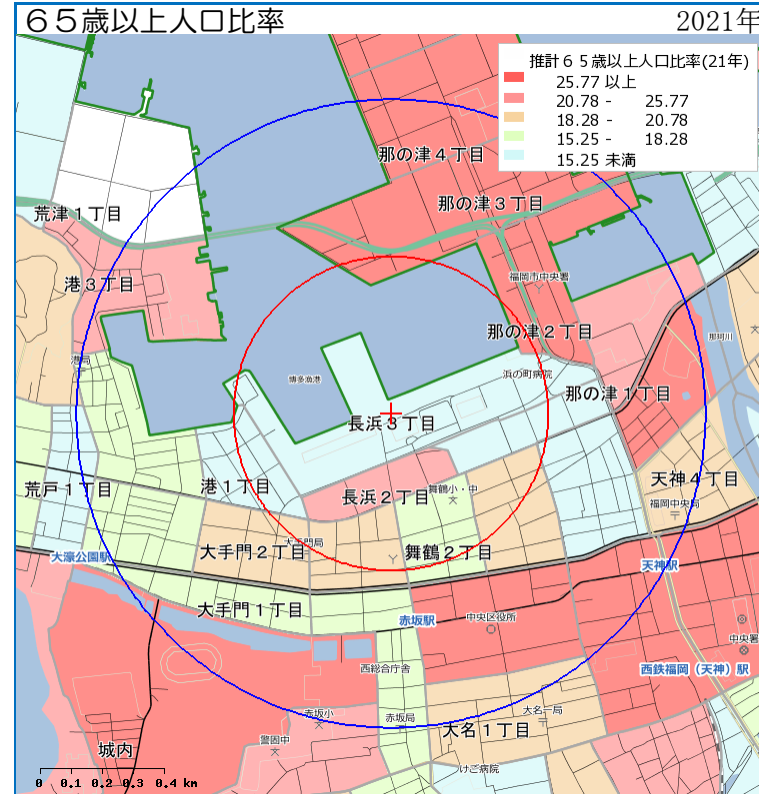 ６５歳以上人口比率
2021年
推計６５歳以上人口比率(21年)
25.77 以上
20.78 - 25.77
18.28 - 20.78
15.25 - 18.28
15.25 未満
那の津４丁目
那の津３丁目
荒津１丁目
港３丁目
福岡市中央署
那の津２丁目
那珂川
港局
博多漁港
浜の町病院
那の津１丁目
長浜３丁目
天神４丁目
荒戸１丁目
港１丁目
長浜２丁目
舞鶴小・中
福岡中央局
大手門局
大手門２丁目
舞鶴２丁目
大濠公園駅
天神駅
大手門１丁目
赤坂駅
中央区役所
中央署
西総合庁舎
西鉄福岡（天神）駅
赤坂小
赤坂局
大名一局
大名１丁目
警固中
城内
けご病院
0 0.1 0.2 0.3 0.4 km